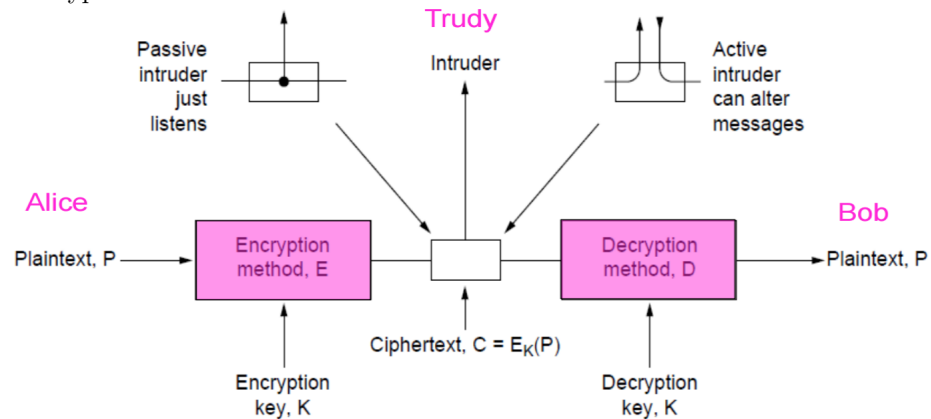 Trudy
Passive
intruder
just
listens
Intruder
Active
intruder
can alter
messages
Alice
Bob
Plaintext, P
Encryption
method, E
Decryption
method, D
Plaintext, P
Ciphertext, C = EK(P)
Encryption
key, K
Decryption
key, K